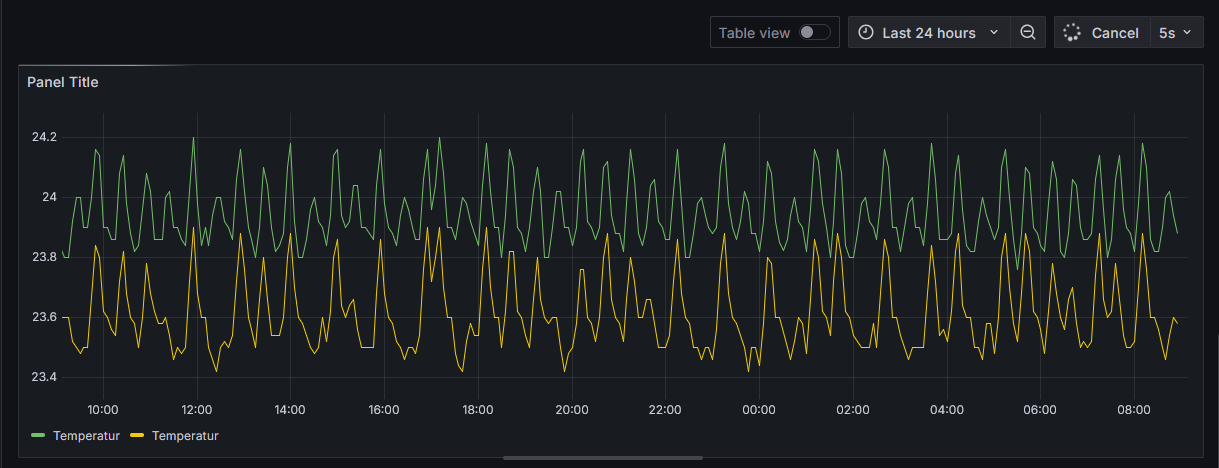 Table view Last 24 hours Cancel 5s
Panel Title
24.2
24
23.8
23.6
23.4
10:00 12:00 14:00 16:00 18:00 20:00 22:00 00:00 02:00 04:00 06:00 08:00
Temperatur Temperatur